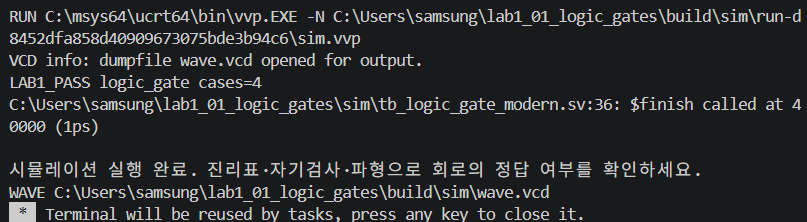 RUN C:\msys64\ucrt64\bin\vvp.EXE -N C:\Users\samsung\lab1_01_logic_gates\build\sim\run-d
8452dfa858d40909673075bde3b94c6\sim.vvp
VCD info: dumpfile wave.vcd opened for output.
LAB1_PASS logic_gate cases=4
C:\Users\samsung\lab1_01_logic_gates\sim\tb_logic_gate_modern.sv:36: $finish called at 4
0000 (1ps)
시뮬레이션 실행 완료. 진리표·자기검사·파형으로 회로의 정답 여부를 확인하세요.
WAVE C:\Users\samsung\lab1_01_logic_gates\build\sim\wave.vcd
* Terminal will be reused by tasks, press any key to close it.